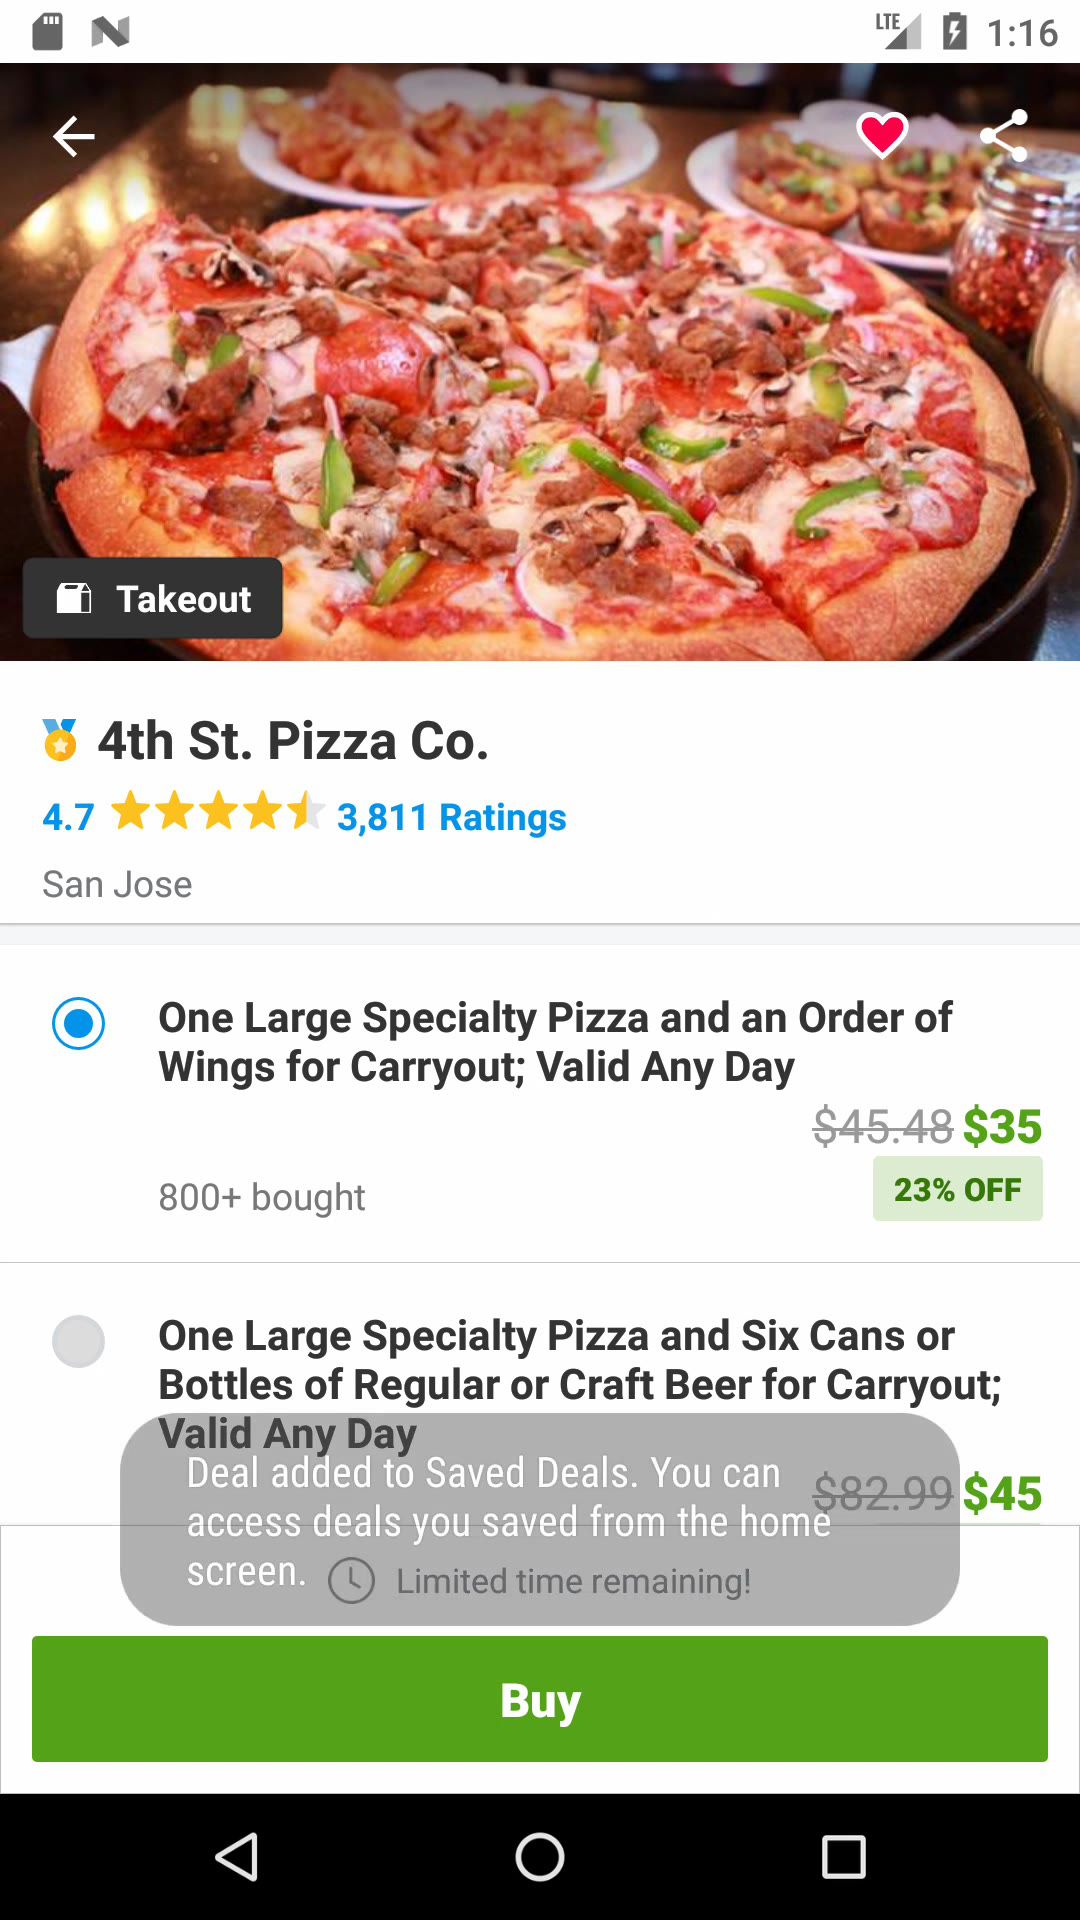 LTE 1:16
Takeout
4th St. Pizza Co.
4.7 3,811 Ratings
San Jose
One Large Specialty Pizza and an Order of
Wings for Carryout; Valid Any Day
$45.48 $35
800+ bought
23% OFF
One Large Specialty Pizza and Six Cans or
Bottles of Regular or Craft Beer for Carryout;
Valid Any Day
$82.99 $45
Deal added to Saved Deals. You can
access deals you saved from the home
screen.
Limited time remaining!
Buy